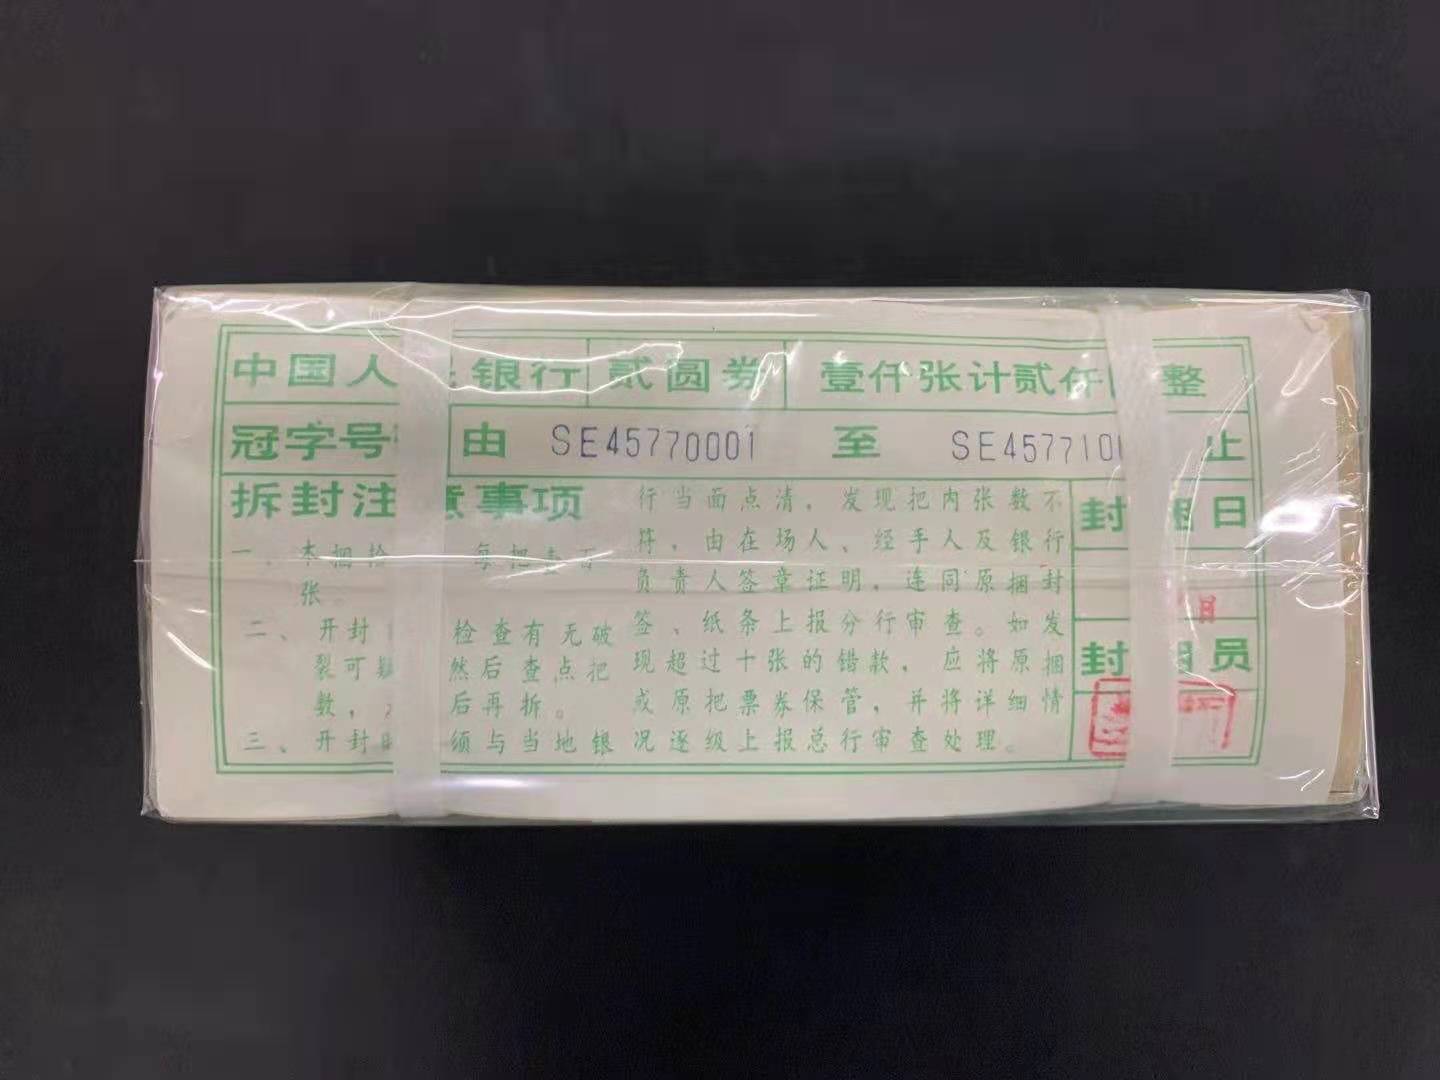 中国人 银行 贰圆券 壹仟张计贰仟 整
冠字号 由 SE45770001 至 SE457710 止
拆封注意事项
一、本捆 每把壹百
张。
二、开封 检查有无破
裂可疑 然后查点把
数, 后再拆。
三、开封时 须与当地银
行当面点清,发现把内张数不
符,由在场人、经手人及银行
负责人签章证明,连同原捆封
签、纸条上报分行审查。如发
现超过十张的错款,应将原捆
或原把票券保管,并将详细情
况逐级上报总行审查处理。
封 日
日
封 员